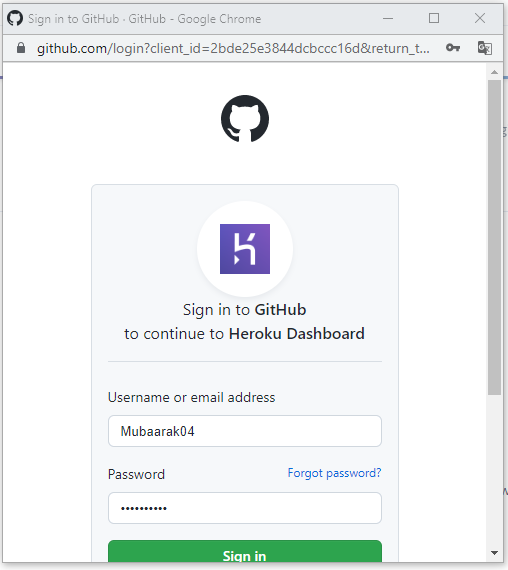 Sign in to GitHub · GitHub - Google Chrome
github.com/login?client_id=2bde25e3844dcbccc16d&return_t...
Sign in to GitHub
to continue to Heroku Dashboard
Username or email address
Mubaarak04
Password
Forgot password?
••••••••••
Sign in